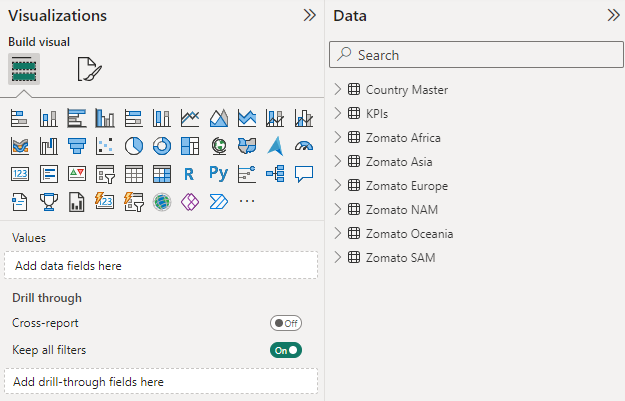 Visualizations
Build visual
123
R
Py
123
Values
Add data fields here
Drill through
Cross-report
Off
Keep all filters
On
Add drill-through fields here
Data
Search
Country Master
KPIs
Zomato Africa
Zomato Asia
Zomato Europe
Zomato NAM
Zomato Oceania
Zomato SAM